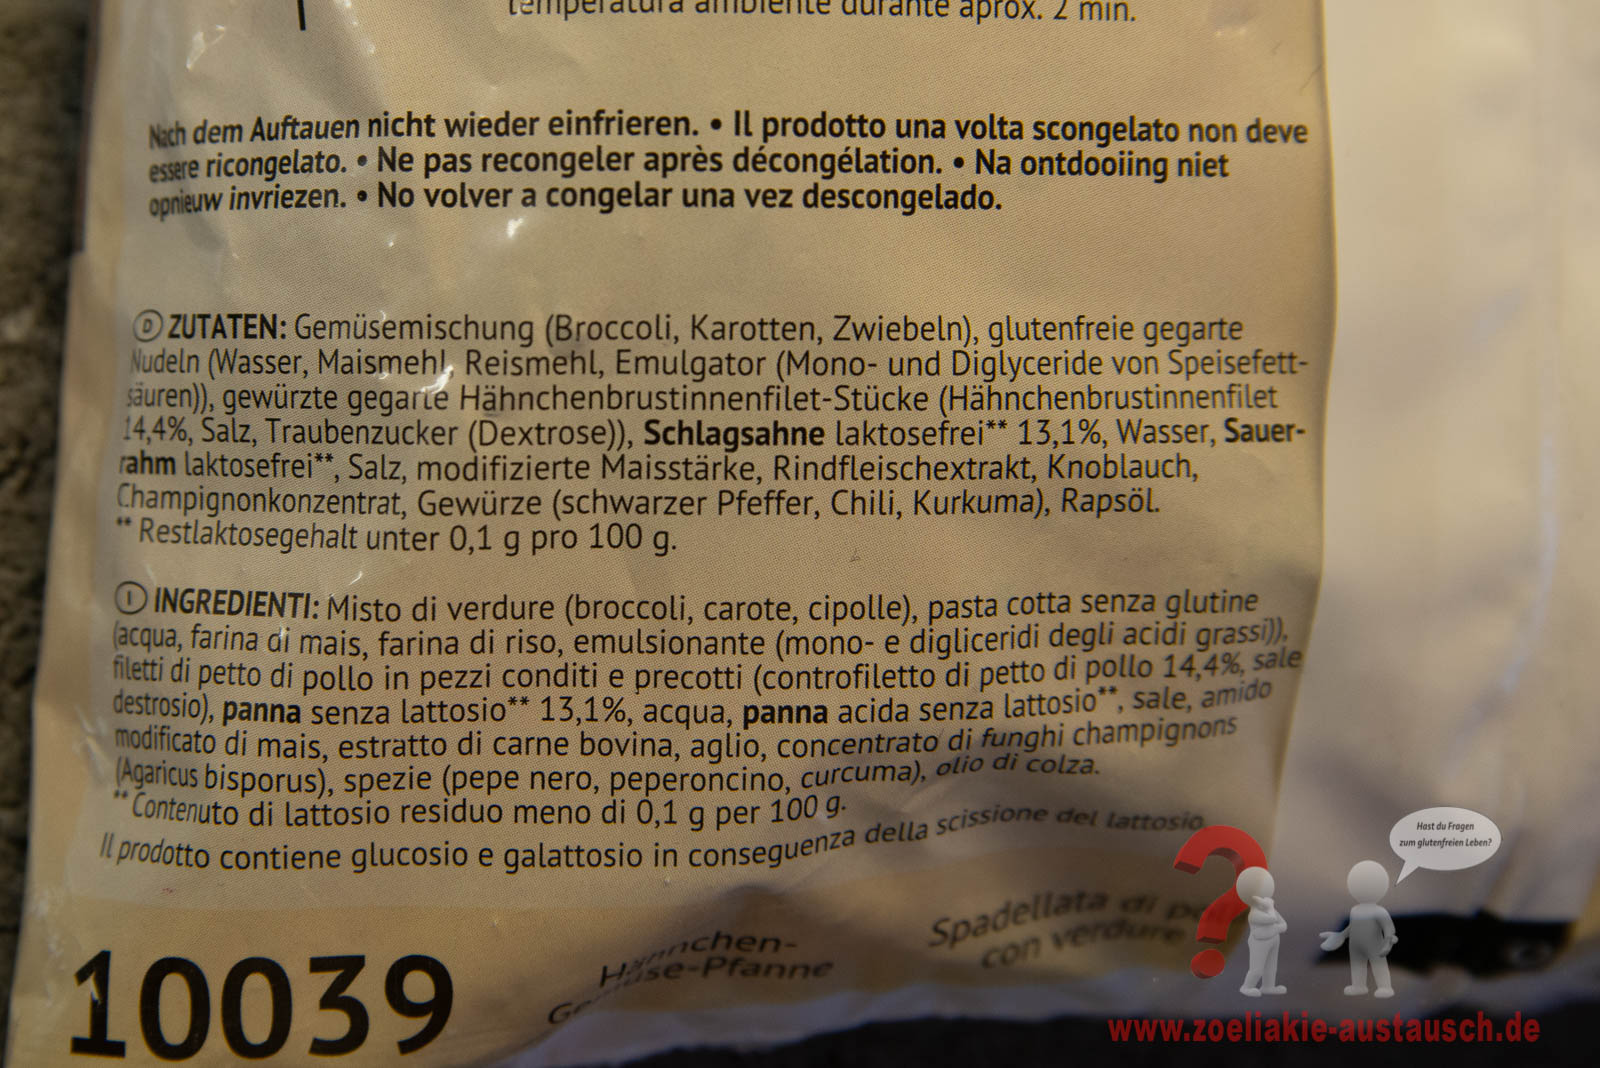 temperatura ambiente durante aprox. 2 min.
Nach dem Auftauen nicht wieder einfrieren. • Il prodotto una volta scongelato non deve
essere ricongelato. • Ne pas recongeler après décongélation. • Na ontdooiing niet
opnieuw invriezen. • No volver a congelar una vez descongelado.
D ZUTATEN: Gemüsemischung (Broccoli, Karotten, Zwiebeln), glutenfreie gegarte
Nudeln (Wasser, Maismehl, Reismehl, Emulgator (Mono- und Diglyceride von Speisefett-
säuren)), gewürzte gegarte Hähnchenbrustinnenfilet-Stücke (Hähnchenbrustinnenfilet
14,4%, Salz, Traubenzucker (Dextrose)), Schlagsahne laktosefrei** 13,1%, Wasser, Sauer-
rahm laktosefrei**, Salz, modifizierte Maisstärke, Rindfleischextrakt, Knoblauch,
Champignonkonzentrat, Gewürze (schwarzer Pfeffer, Chili, Kurkuma), Rapsöl.
** Restlaktosegehalt unter 0,1 g pro 100 g.
I INGREDIENTI: Misto di verdure (broccoli, carote, cipolle), pasta cotta senza glutine
(acqua, farina di mais, farina di riso, emulsionante (mono- e digliceridi degli acidi grassi)),
filetti di petto di pollo in pezzi conditi e precotti (controfiletto di petto di pollo 14,4%, sale
destrosio), panna senza lattosio** 13,1%, acqua, panna acida senza lattosio**, sale, amido
modificato di mais, estratto di carne bovina, aglio, concentrato di funghi champignons
(Agaricus bisporus), spezie (pepe nero, peperoncino, curcuma), olio di colza.
** Contenuto di lattosio residuo meno di 0,1 g per 100 g.
Il prodotto contiene glucosio e galattosio in conseguenza della scissione del lattosio
Hast du Fragen
zum glutenfreien Leben?
Spadellata di
con verdure
10039
www.zoeliakie-austausch.de